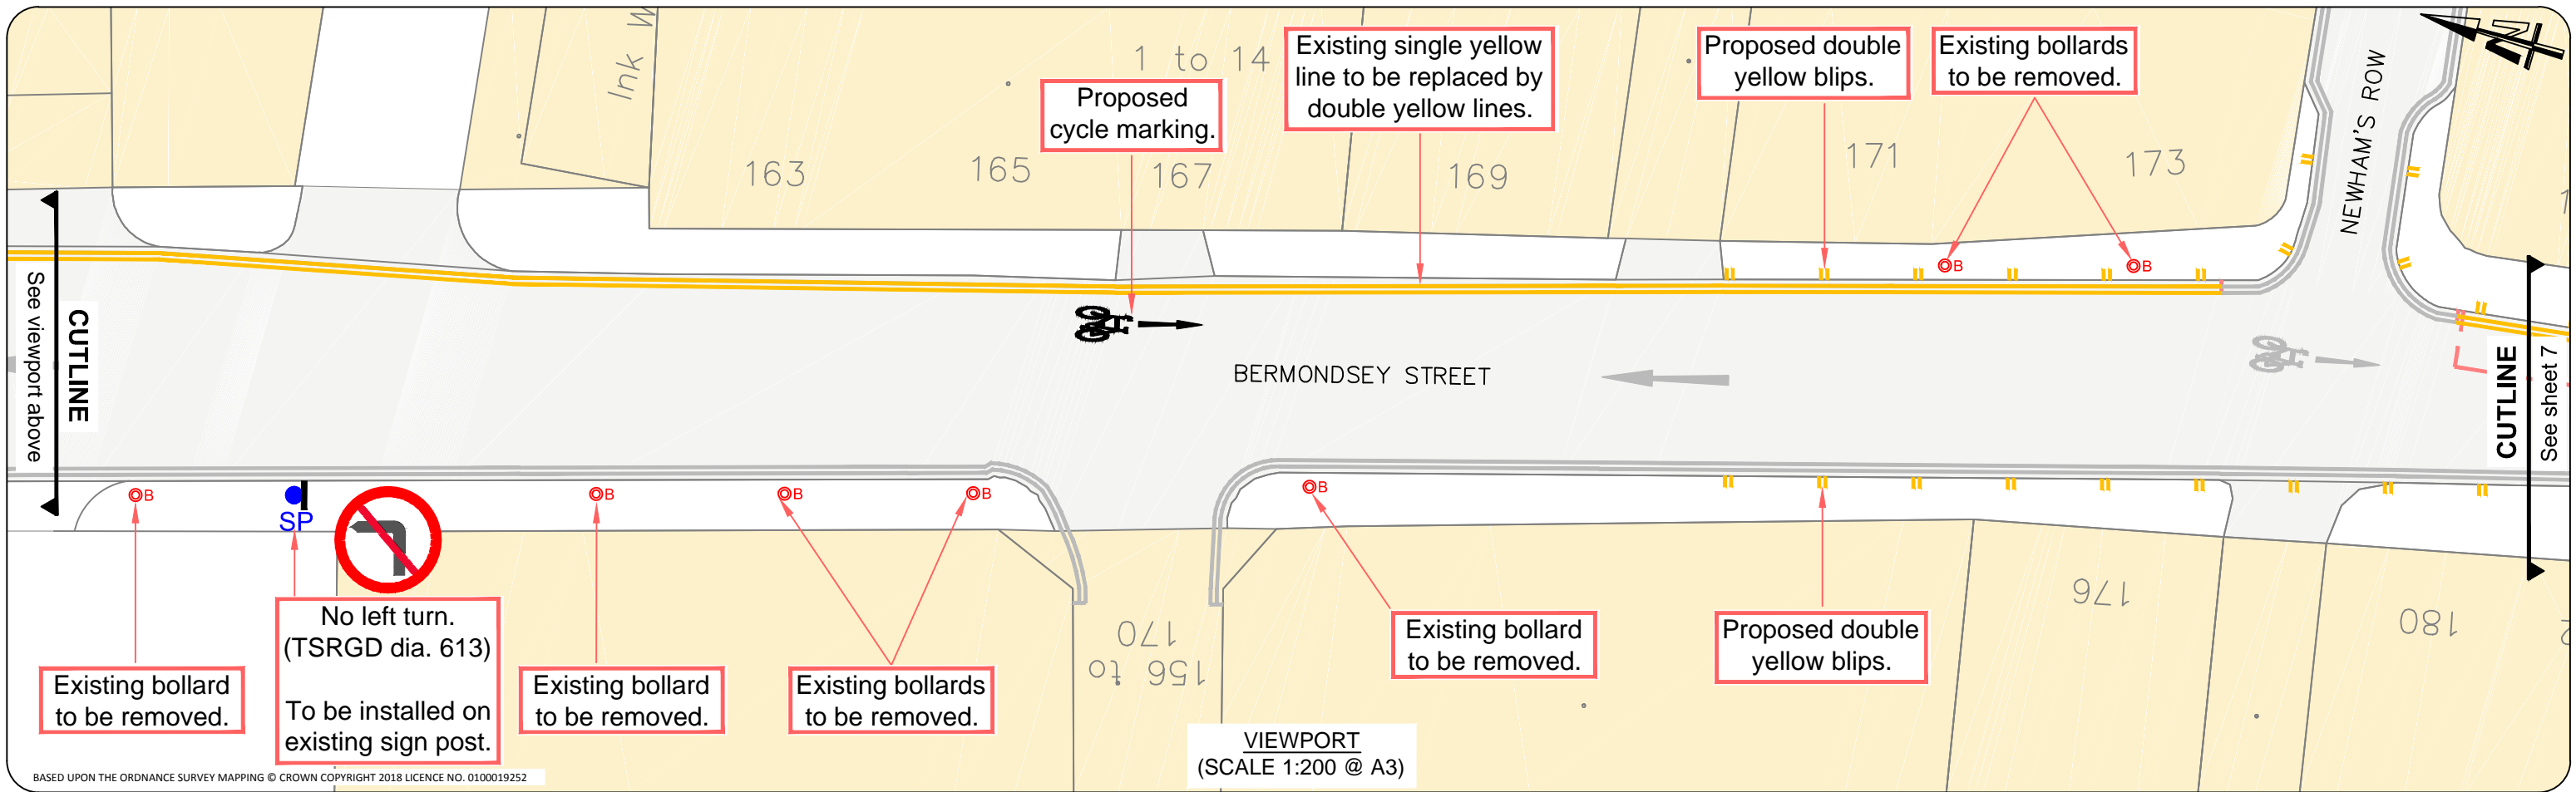 Ink W
1 to 14
Existing single yellow
line to be replaced by
double yellow lines.
Proposed double
yellow blips.
Existing bollards
to be removed.
Proposed
cycle marking.
163
165
167
169
171
173
NEWHAM'S ROW
N
CUTLINE
See viewport above
B
B
BERMONDSEY STREET
CUTLINE
See sheet 7
B
SP
B
B
B
B
No left turn.
(TSRGD dia. 613)
To be installed on
existing sign post.
Existing bollard
to be removed.
Existing bollard
to be removed.
Existing bollards
to be removed.
156 to
170
Existing bollard
to be removed.
Proposed double
yellow blips.
176
180
VIEWPORT
(SCALE 1:200 @ A3)
BASED UPON THE ORDNANCE SURVEY MAPPING © CROWN COPYRIGHT 2018 LICENCE NO. 0100019252